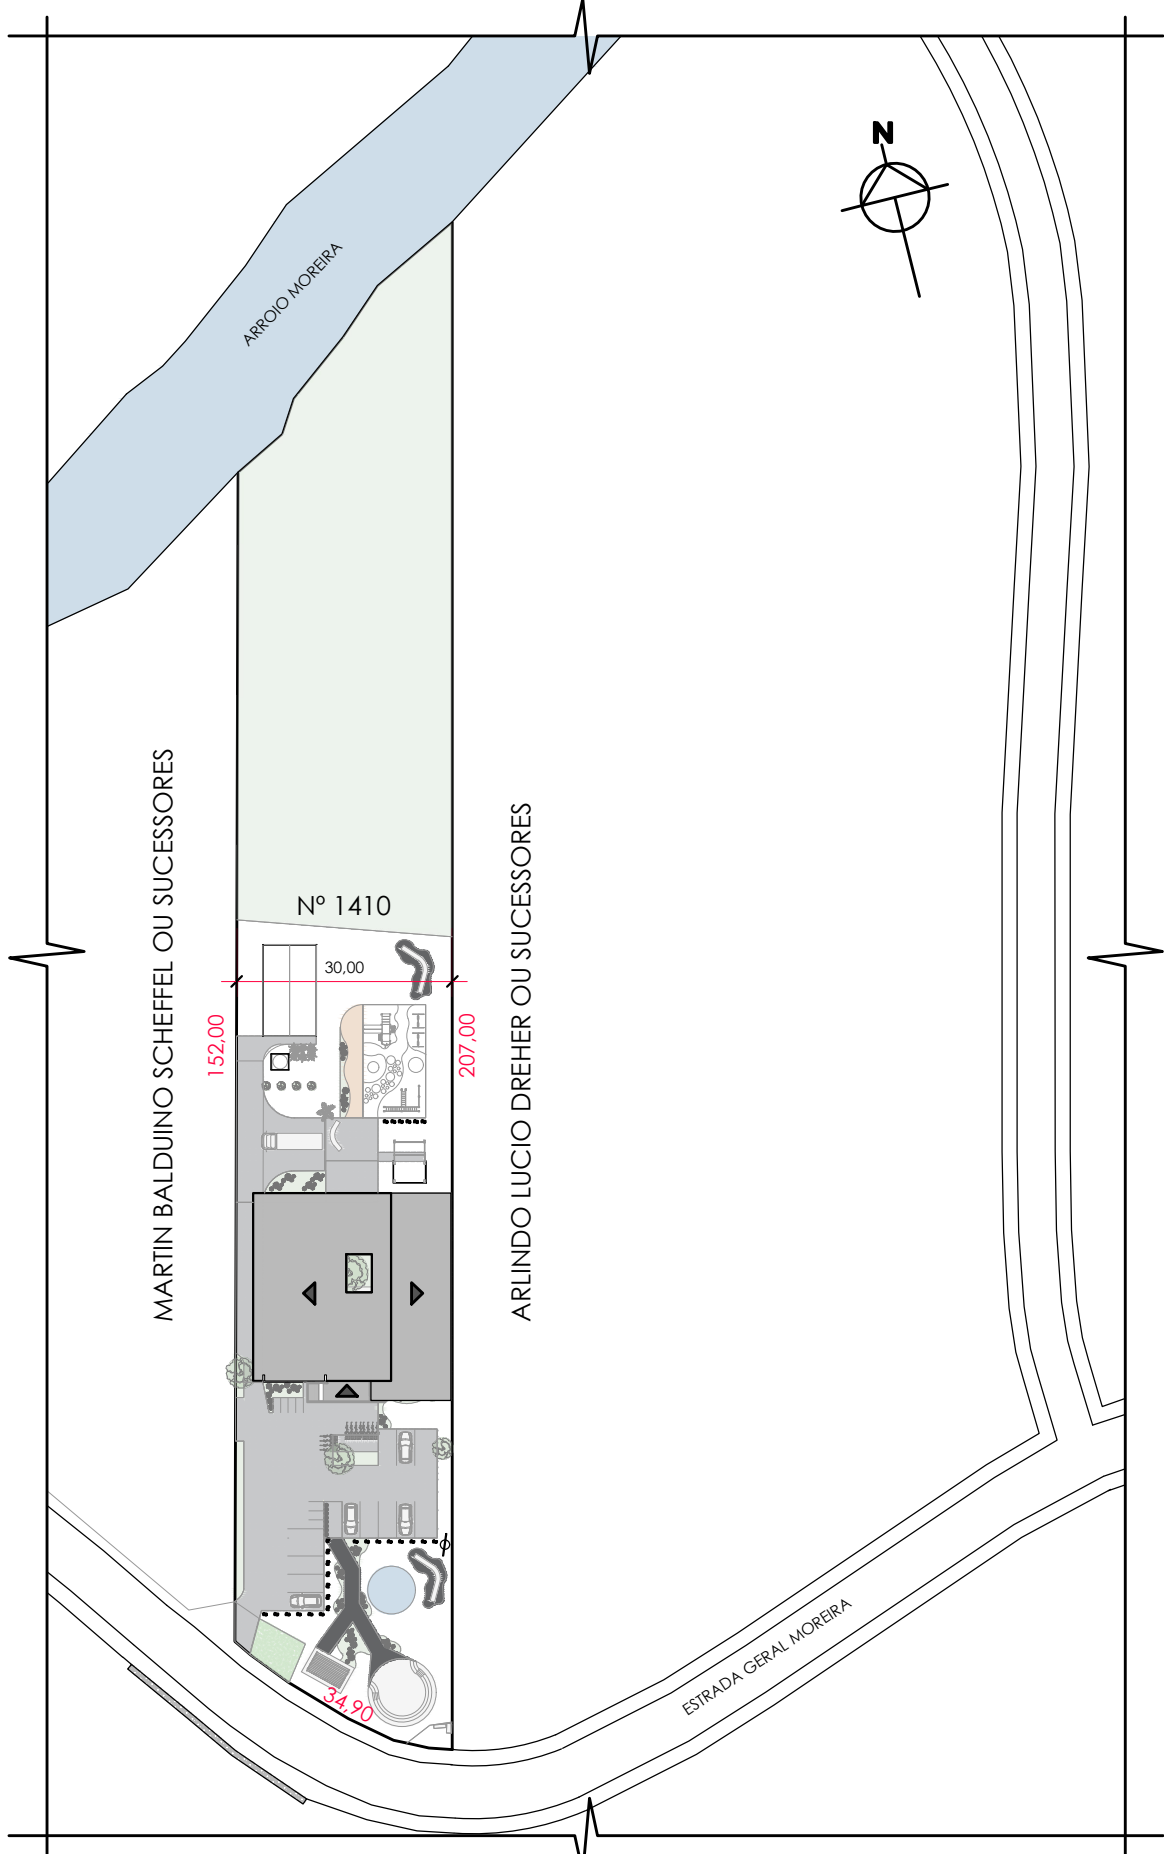 N
ARROIO MOREIRA
MARTIN BALDUINO SCHEFFEL OU SUCESSORES
ARLINDO LUCIO DREHER OU SUCESSORES
Nº 1410
30,00
152,00
207,00
ESTRADA GERAL MOREIRA
34,90